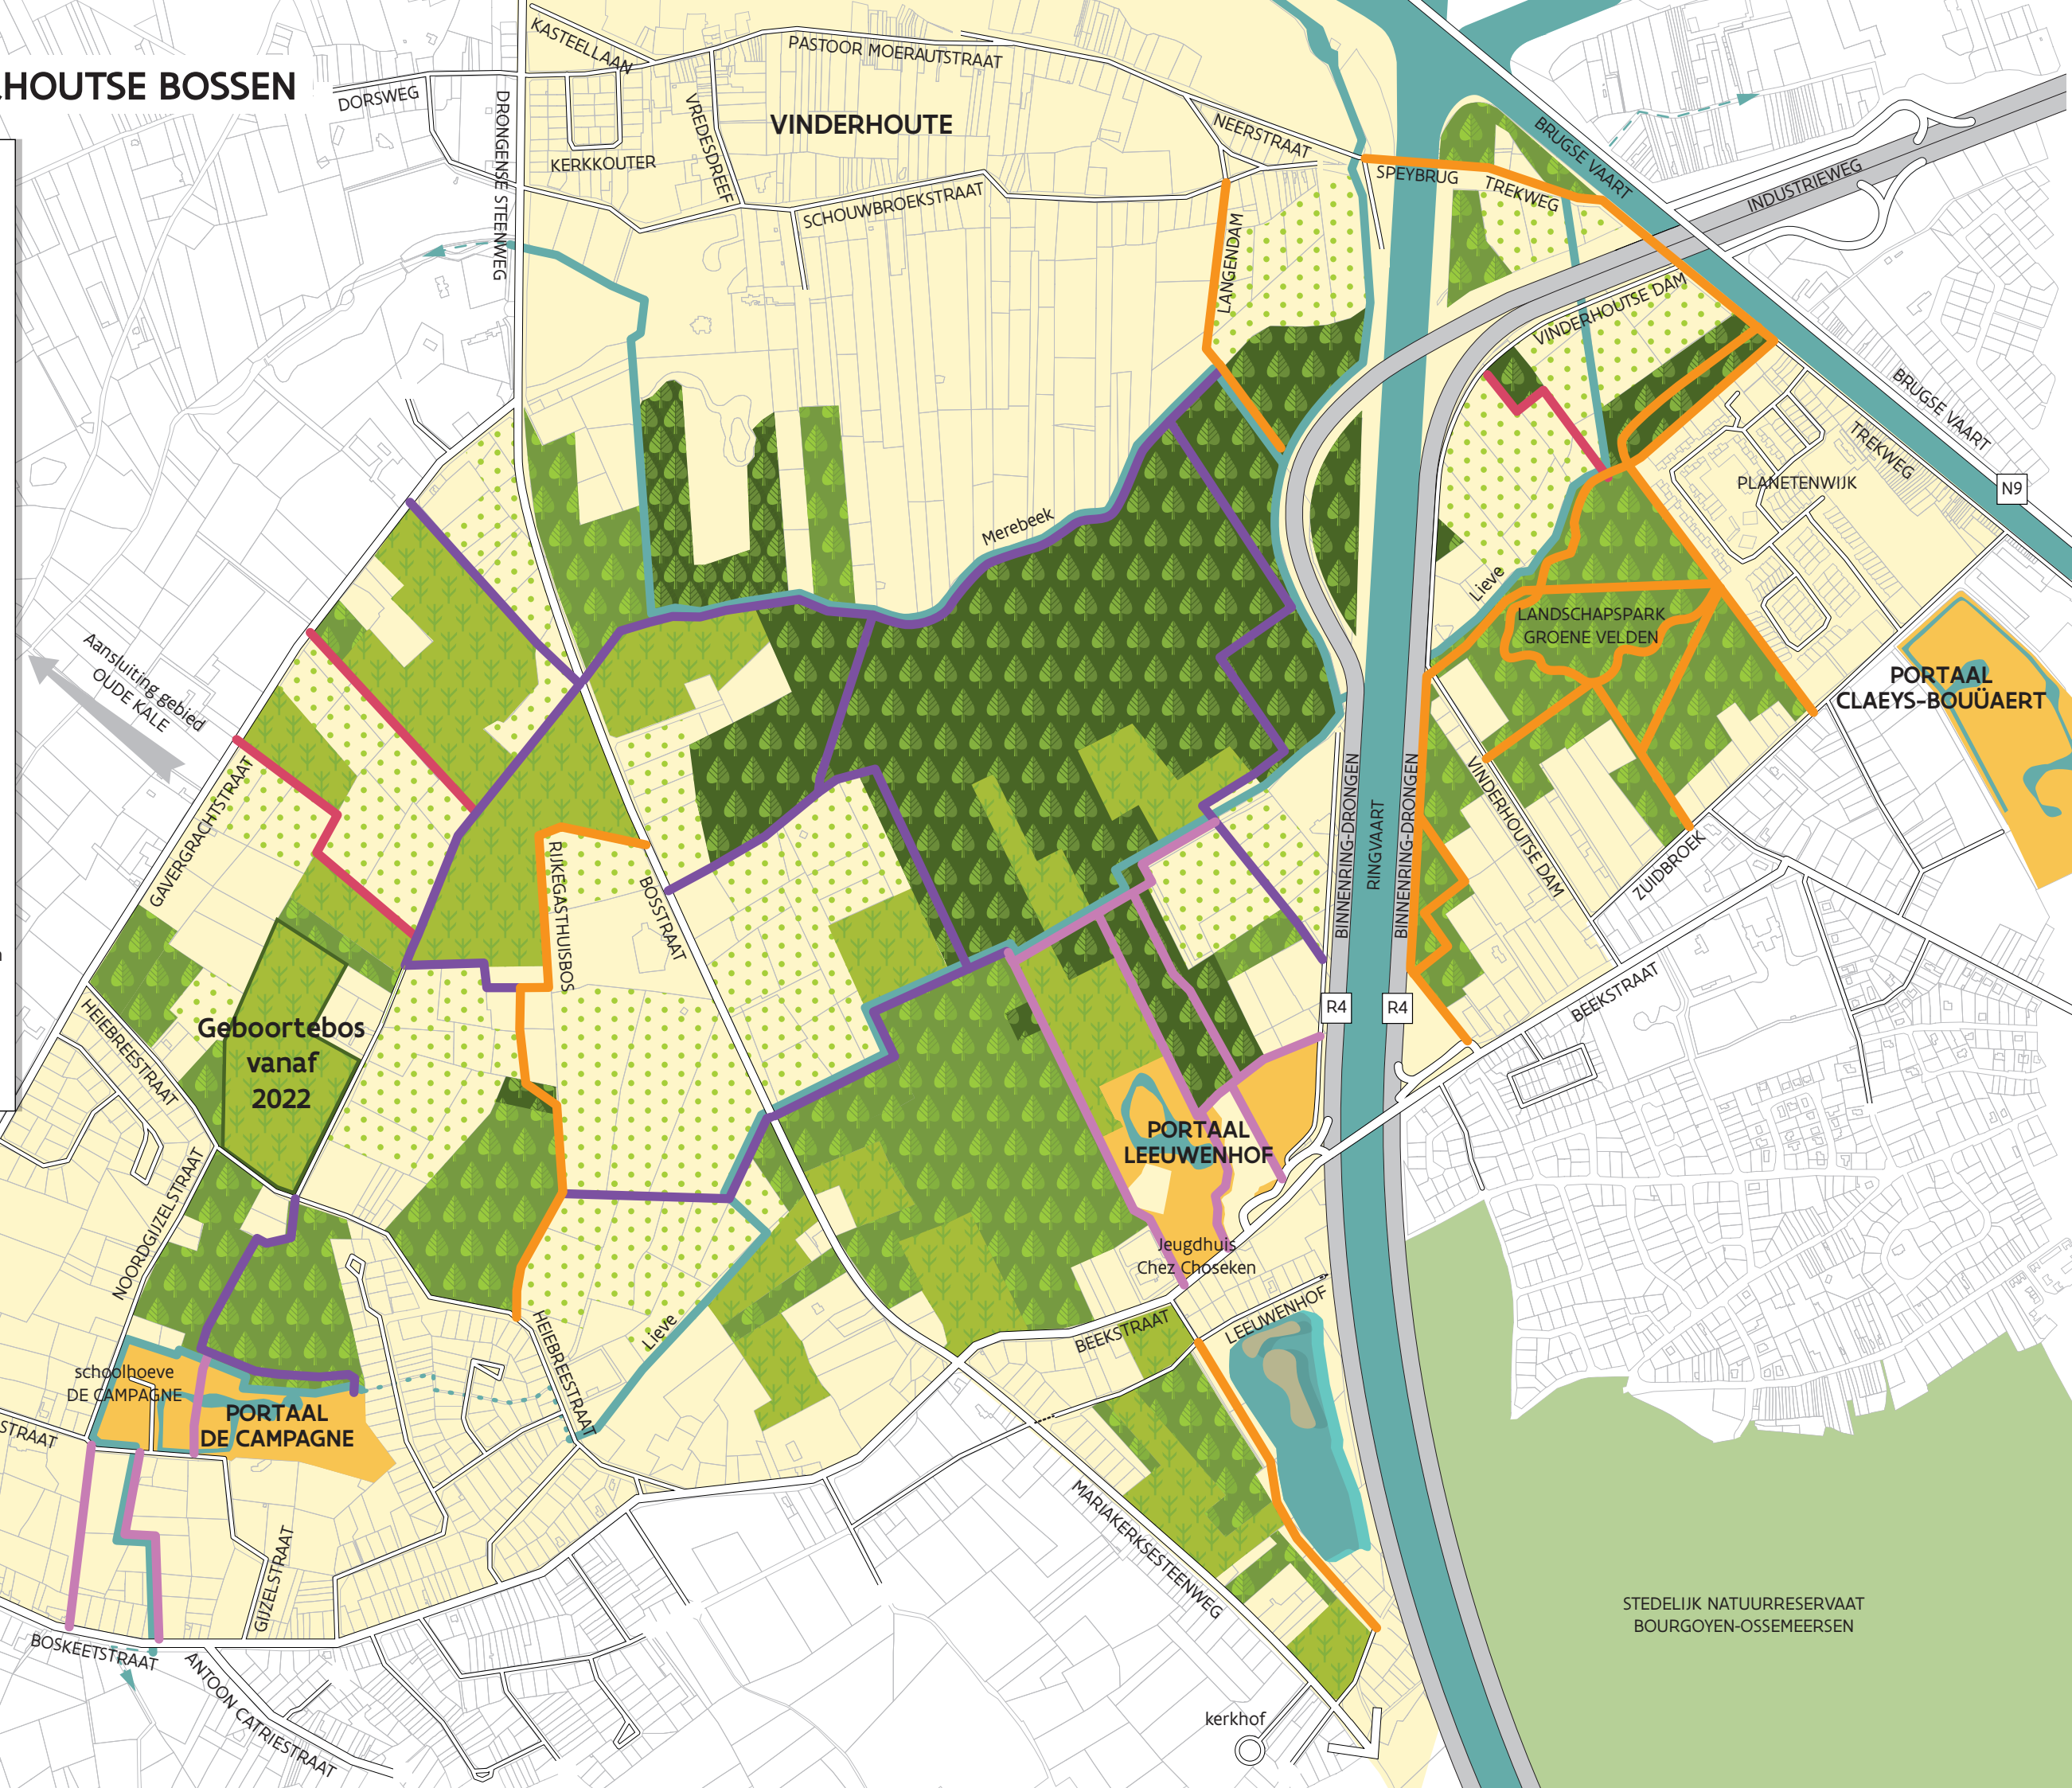 HOUTSE BOSSEN
DORSWEG
KASTEELLAAN
PASTOOR MOERAUTSTRAAT
VINDERHOUTE
KERKKOUTER
DRONGENSE STEENWEG
VREDESDREEF
SCHOUWBROEKSTRAAT
NEERSTRAAT
LANGENDAM
SPEYBRUG
TREKWEG
BRUGSE VAART
INDUSTRIEWEG
VINDERHOUTSE DAM
BRUGSE VAART
TREKWEG
N9
PLANETENWIJK
Merebeek
Lieve
LANDSCHAPSPARK
GROENE VELDEN
PORTAAL
CLAEYS-BOUÜAERT
Aansluiting gebied
OUDE KALE
GAVERGRACHTSTRAAT
RIJKEGASTHUISBOS
BOSSTRAAT
BINNENRING-DRONGEN
RINGVAART
BINNENRING-DRONGEN
VINDERHOUTSE DAM
ZUIDBROEK
BEEKSTRAAT
R4
R4
HEIEBREESTRAAT
Geboortebos
vanaf
2022
PORTAAL
LEEUWENHOF
NOORDGIJZELSTRAAT
Jeugdhuis
Chez Choseken
LEEUWENHOF
BEEKSTRAAT
HEIEBREESTRAAT
Lieve
schoolhoeve
DE CAMPAGNE
PORTAAL
DE CAMPAGNE
STRAAT
GIJZELSTRAAT
MARIAKERKSESTEENWEG
STEDELIJK NATUURRESERVAAT
BOURGOYEN-OSSEMEERSEN
BOSKEETSTRAAT
ANTOON CATRIESTRAAT
kerkhof